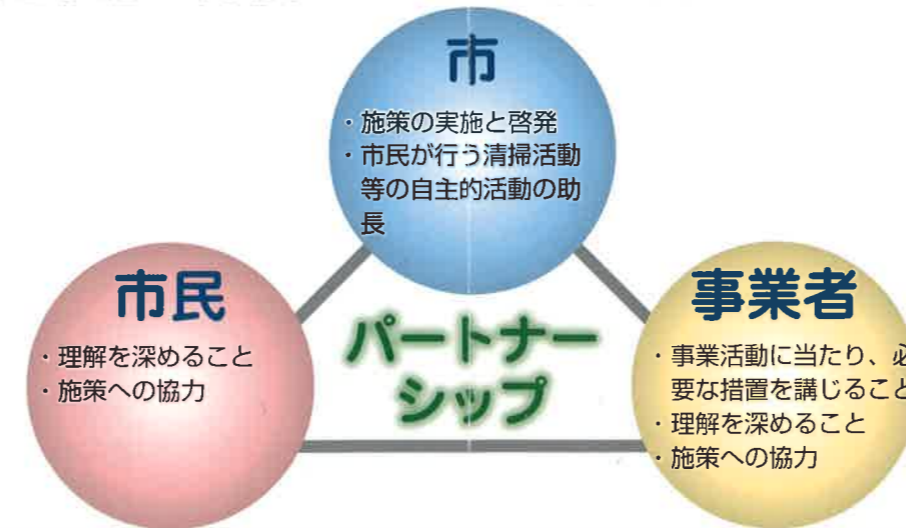 市
・施策の実施と啓発
・市民が行う清掃活動
等の自主的活動の助
長
市民
・理解を深めること
・施策への協力
パートナー
シップ
事業者
・事業活動に当たり、必
要な措置を講じること
・理解を深めること
・施策への協力